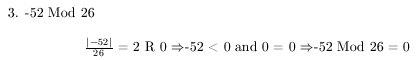 3. -52 Mod 26
|−52|/26 = 2 R 0 ⇒-52 < 0 and 0 = 0 ⇒-52 Mod 26 = 0